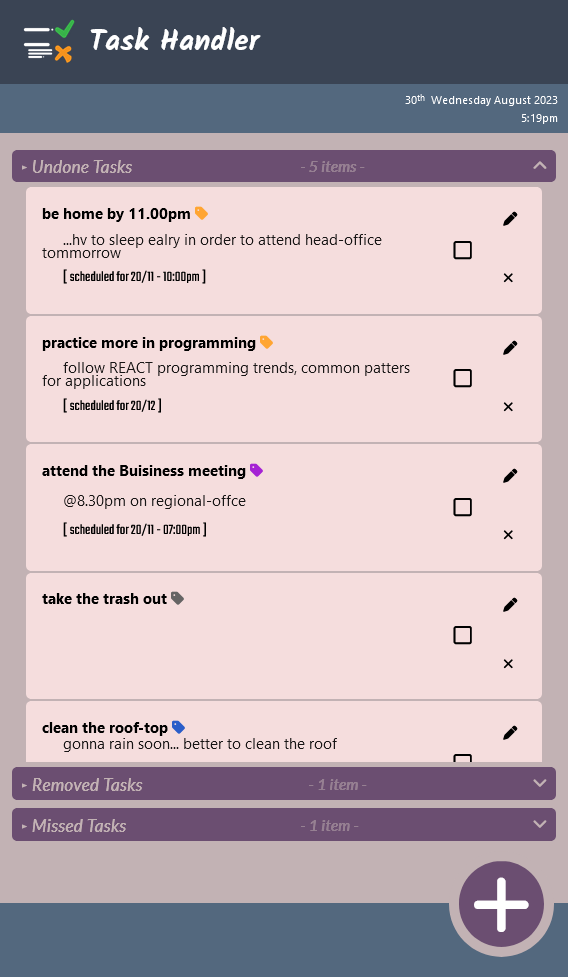 Task Handler
30th Wednesday August 2023
5:19pm
Undone Tasks - 5 items -
be home by 11.00pm
...hv to sleep ealry in order to attend head-office
tommorrow
[ scheduled for 20/11 - 10:00pm ]
practice more in programming
follow REACT programming trends, common patters
for applications
[ scheduled for 20/12 ]
attend the Buisiness meeting
@8.30pm on regional-offce
[ scheduled for 20/11 - 07:00pm ]
take the trash out
clean the roof-top
gonna rain soon... better to clean the roof
Removed Tasks - 1 item -
Missed Tasks - 1 item -